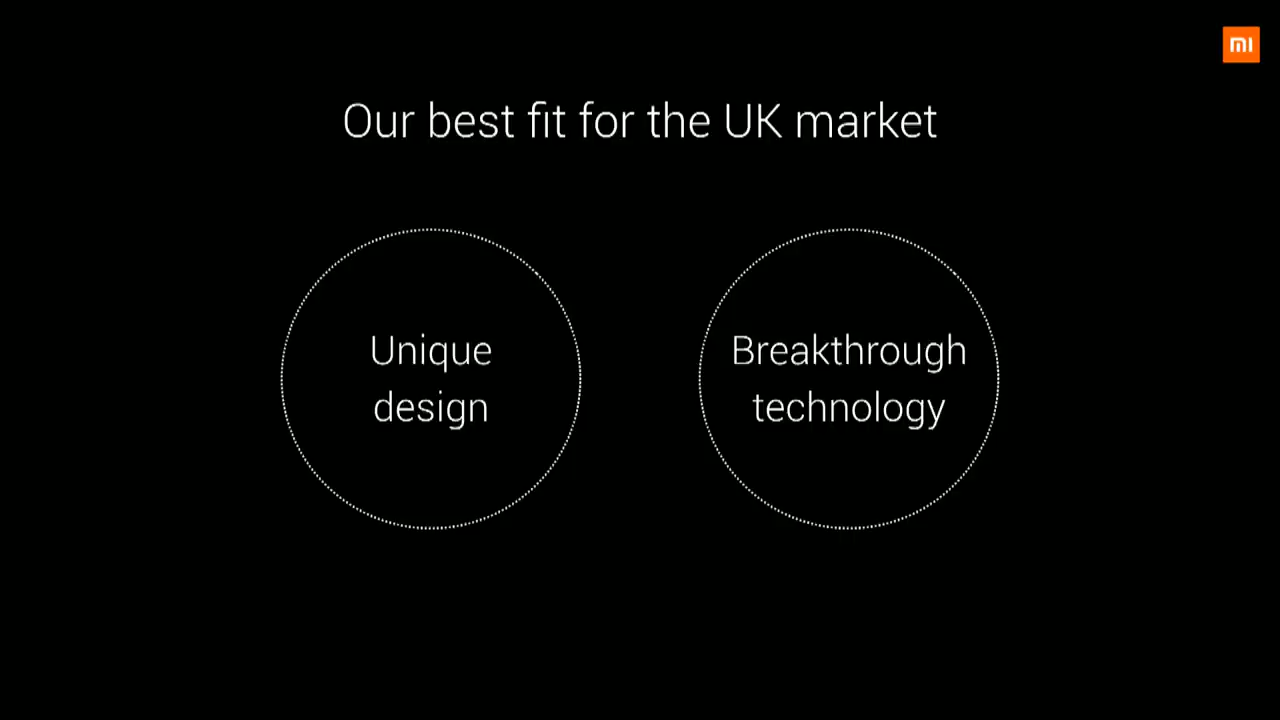 mi
Our best fit for the UK market
Unique
design
Breakthrough
technology